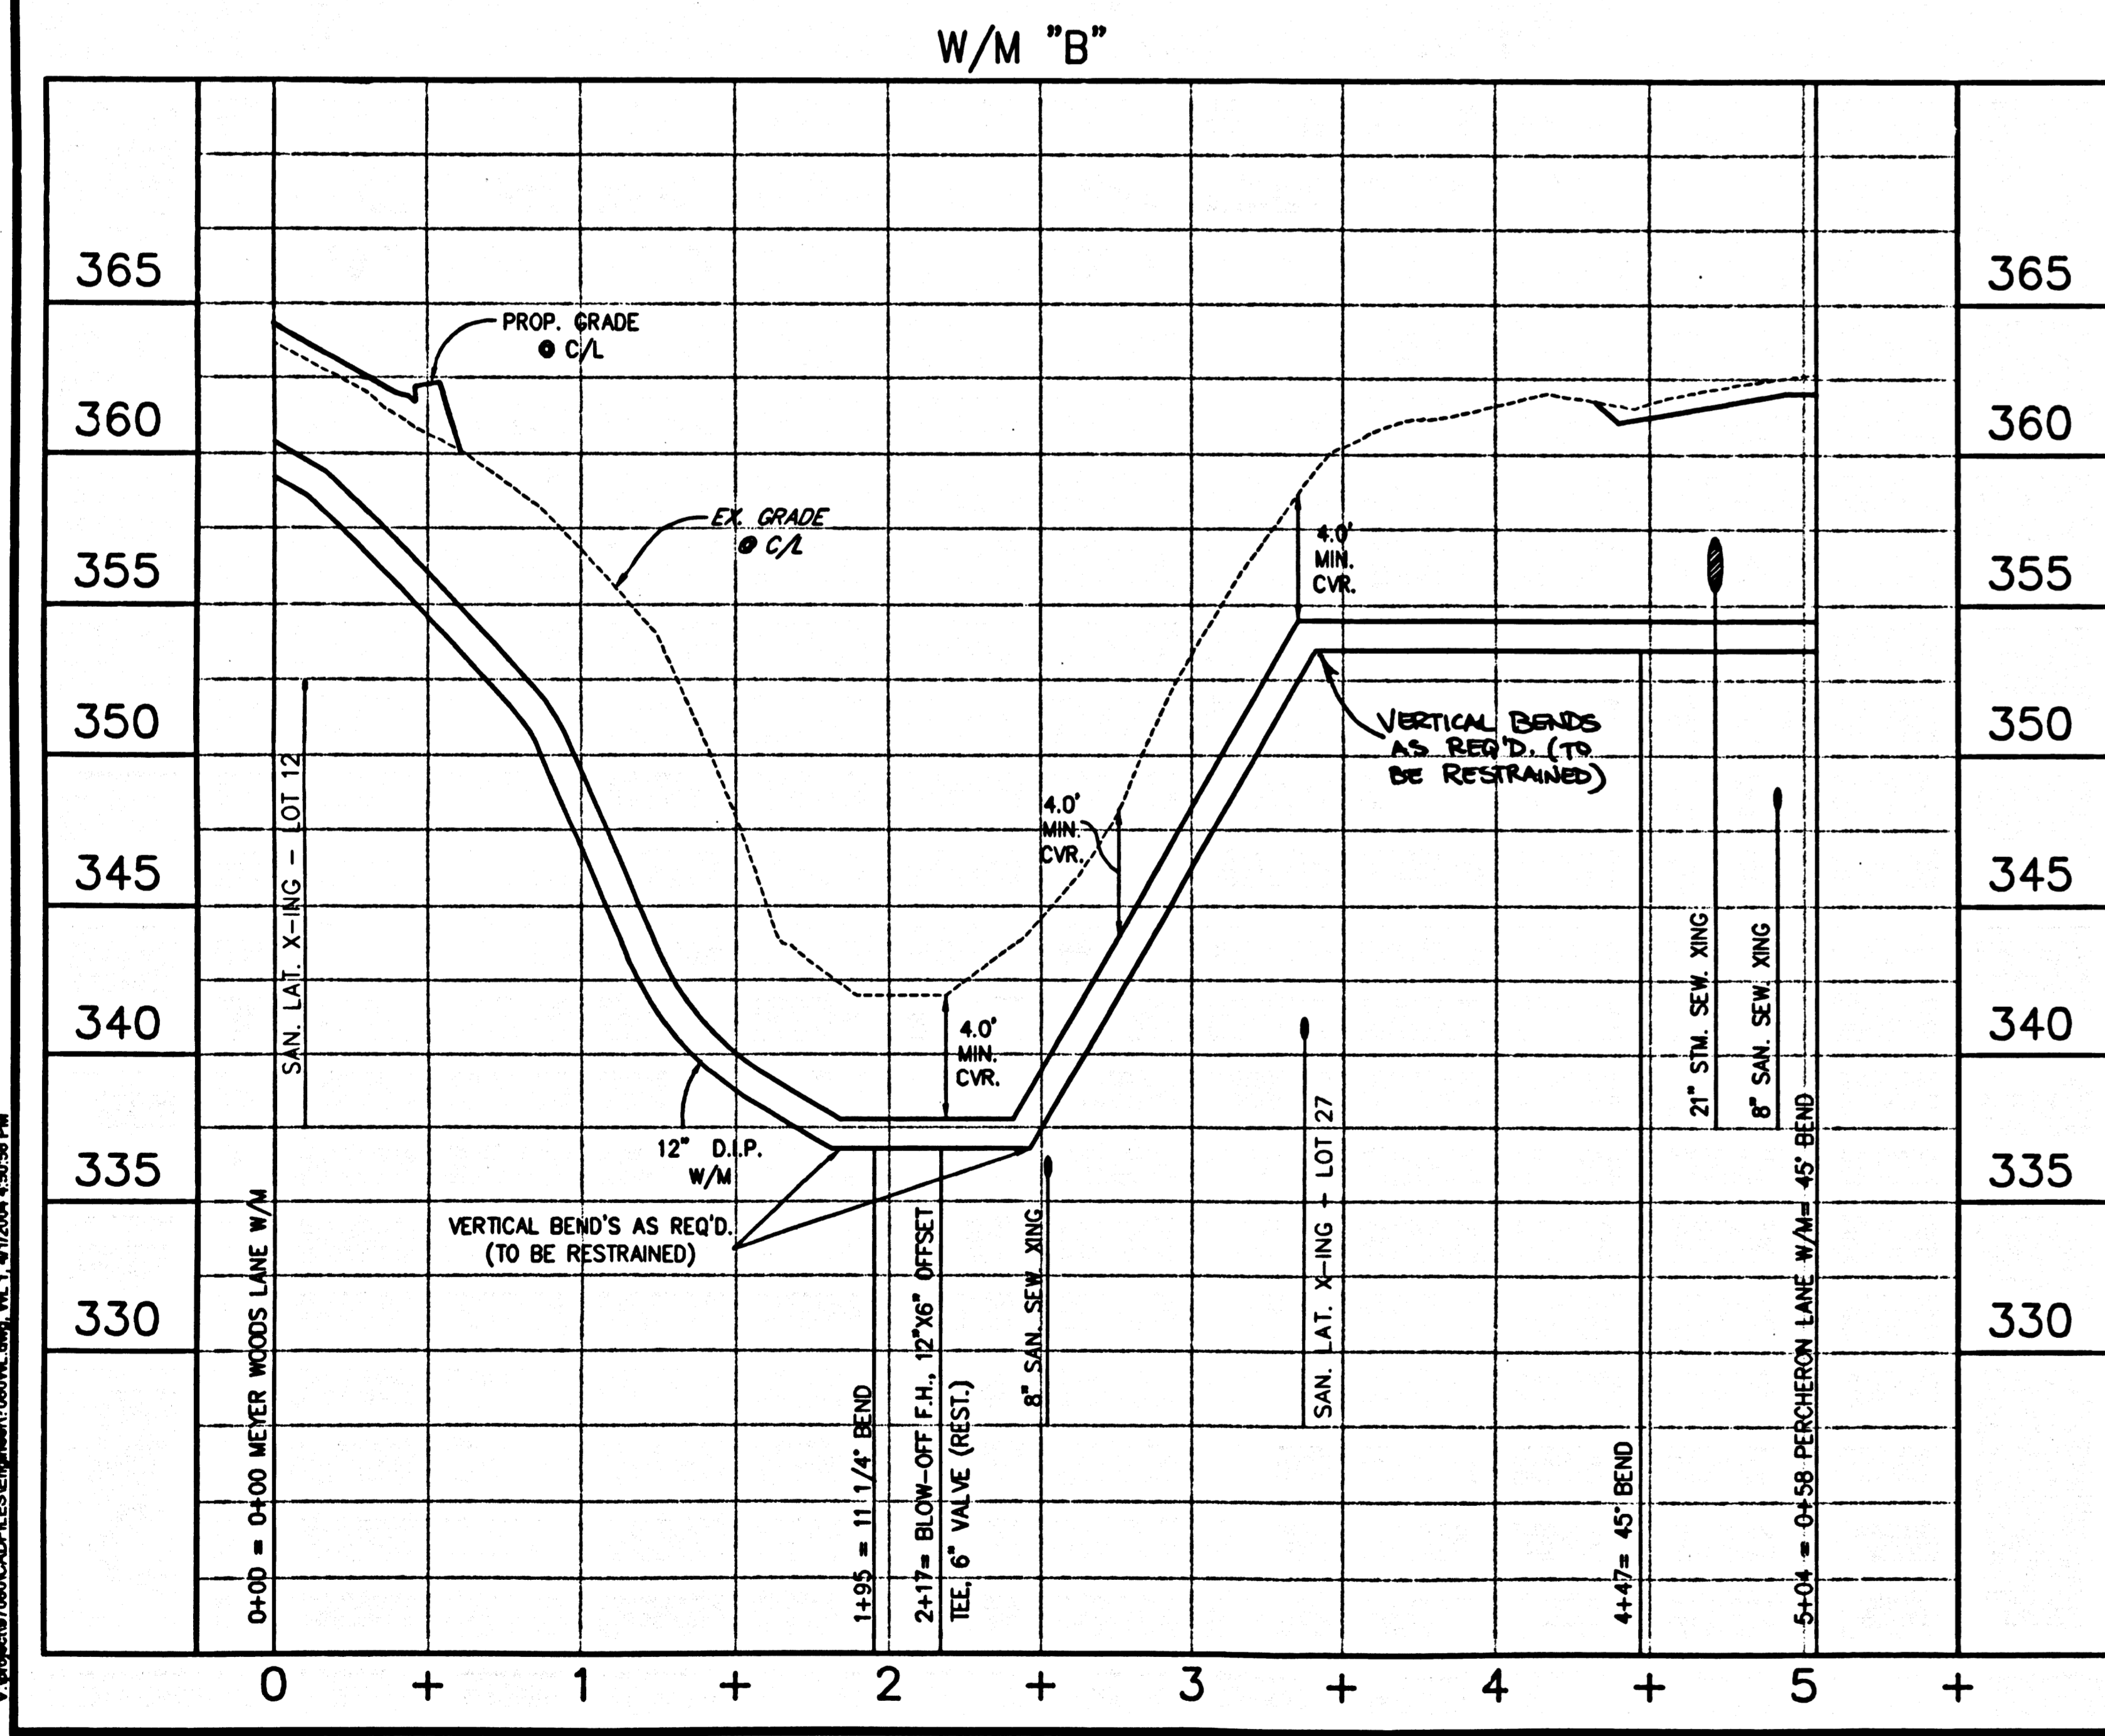 W/M "B"
365
360
355
350
345
340
335
330
365
360
355
350
345
340
335
330
PROP. GRADE
@ C/L
EX. GRADE
@ C/L
4.0'
MIN.
CVR.
VERTICAL BENDS
AS REQ'D. (TO
BE RESTRAINED)
4.0'
MIN.
CVR.
4.0'
MIN.
CVR.
12" D.I.P.
W/M
VERTICAL BEND'S AS REQ'D.
(TO BE RESTRAINED)
0+00 = 0+00 MEYER WOODS LANE W/M
SAN. LAT. X-ING - LOT 12
1+95 = 11 1/4° BEND
2+17= BLOW-OFF F.H., 12"X6" OFFSET
TEE, 6" VALVE (REST.)
8" SAN. SEW. XING
SAN. LAT. X-ING - LOT 27
4+47= 45° BEND
21" STM. SEW. XING
8" SAN. SEW. XING
5+04 = 0+58 PERCHERON LANE W/M= 45° BEND
0 + 1 + 2 + 3 + 4 + 5 +